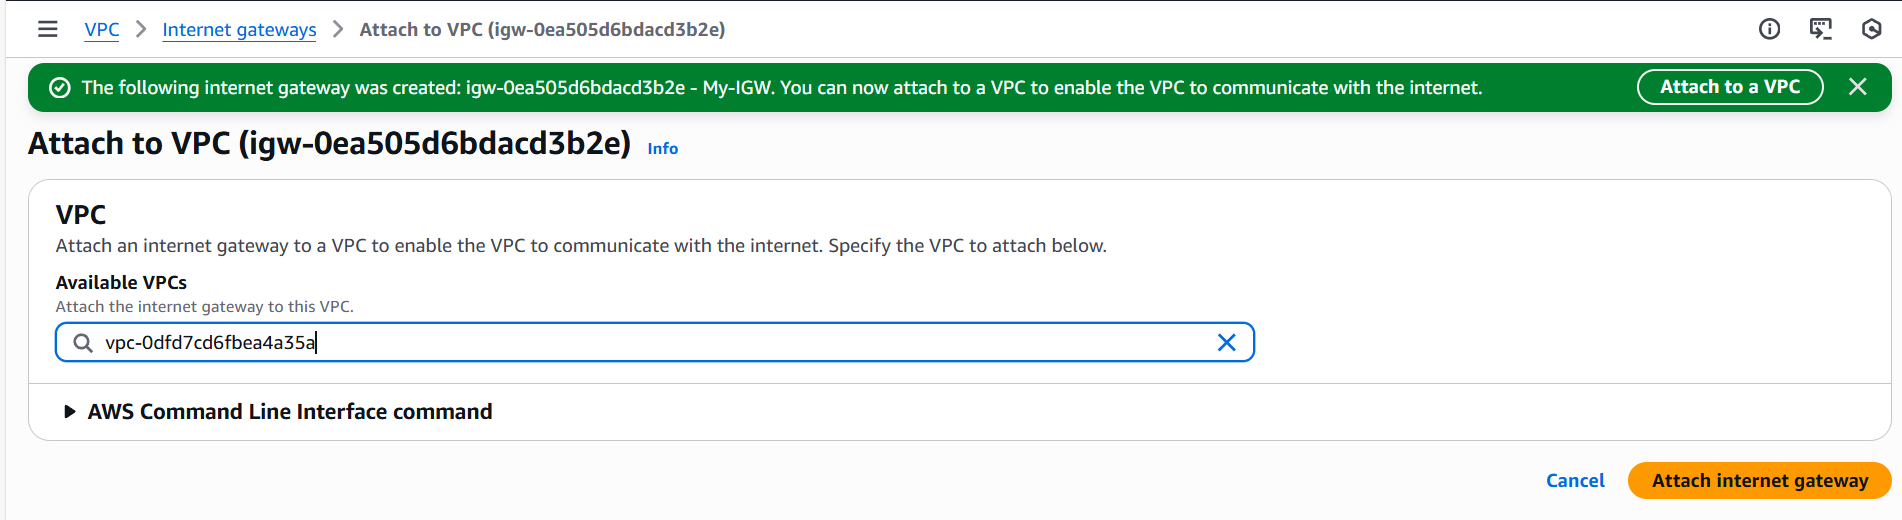 VPC > Internet gateways > Attach to VPC (igw-0ea505d6bdacd3b2e)
The following internet gateway was created: igw-0ea505d6bdacd3b2e - My-IGW. You can now attach to a VPC to enable the VPC to communicate with the internet. Attach to a VPC
Attach to VPC (igw-0ea505d6bdacd3b2e) Info
VPC
Attach an internet gateway to a VPC to enable the VPC to communicate with the internet. Specify the VPC to attach below.
Available VPCs
Attach the internet gateway to this VPC.
vpc-0dfd7cd6fbea4a35a
AWS Command Line Interface command
Cancel Attach internet gateway